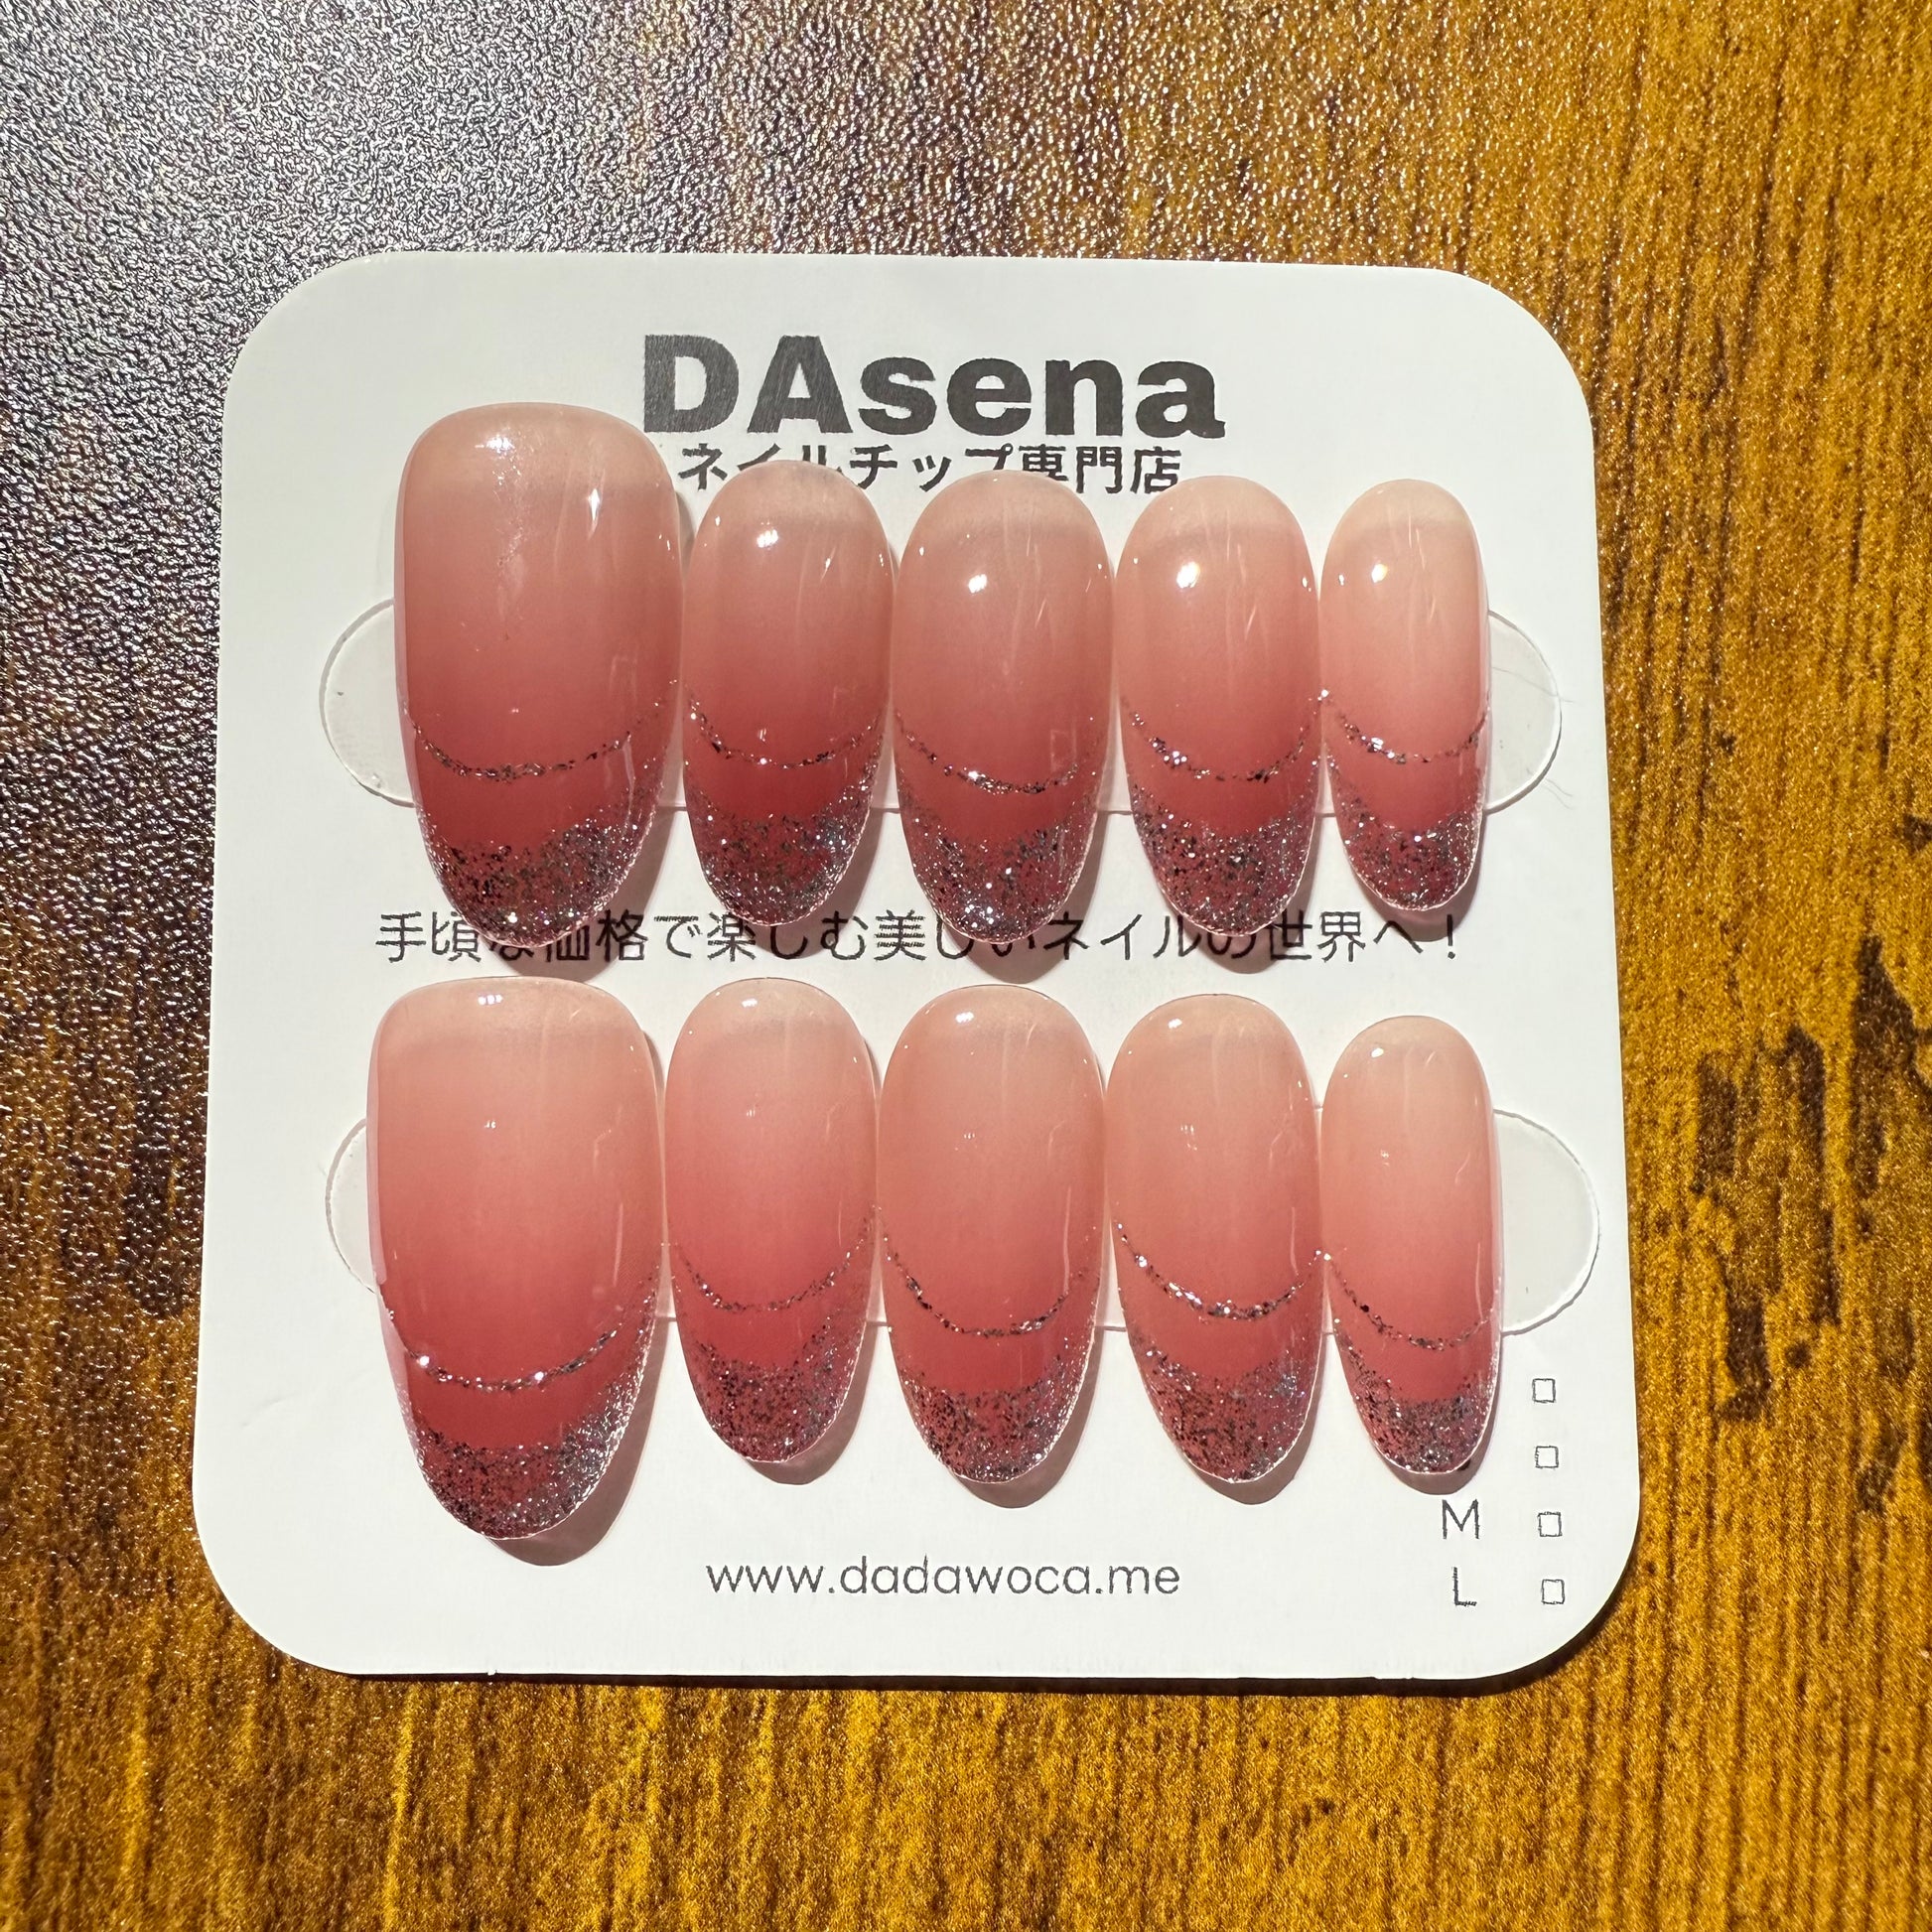 DAsena
ネイルチップ専門店
手頃な価格で楽しむ美しいネイルの世界へ！
M
L
www.dadawoca.me